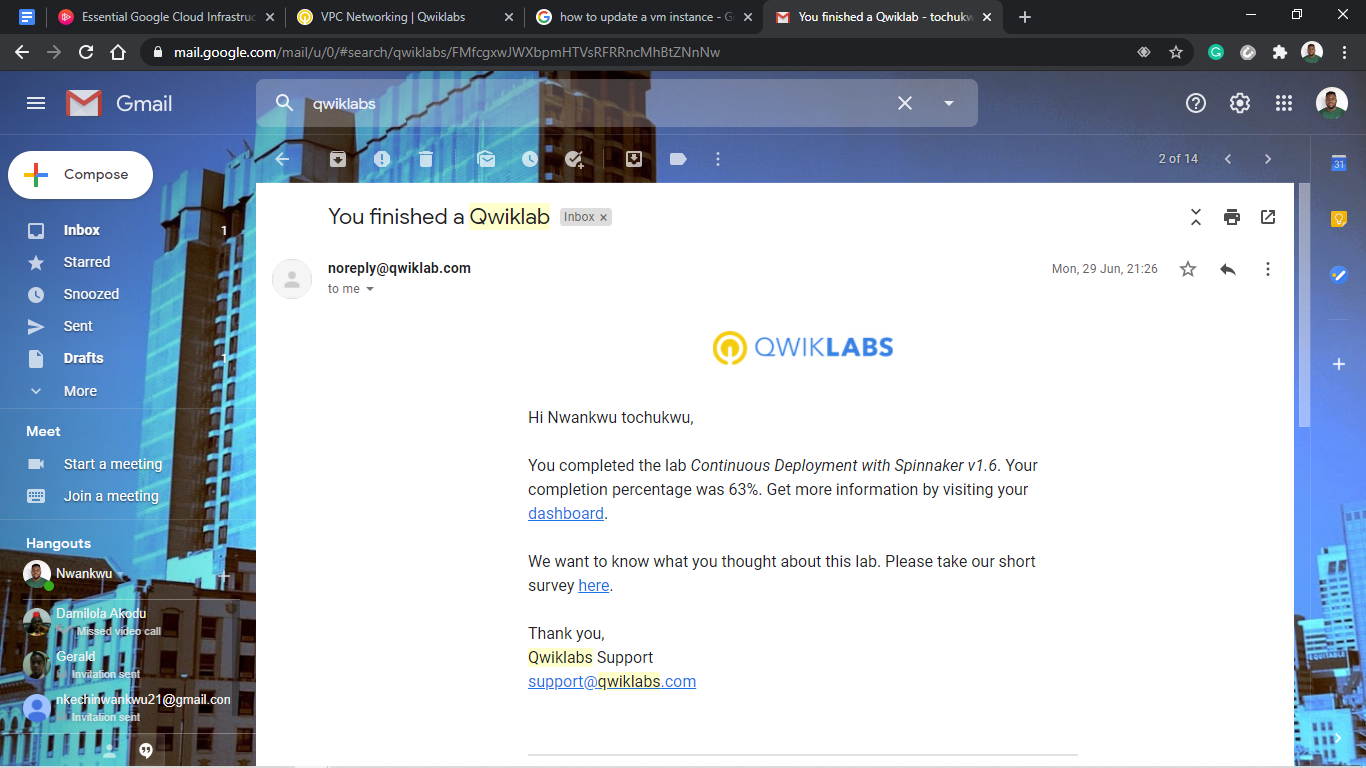 Essential Google Cloud Infrastruc
VPC Networking | Qwiklabs
how to update a vm instance - G
You finished a Qwiklab - tochukw
mail.google.com/mail/u/0/#search/qwiklabs/FMfcgxwJWXbpmHTVsRFRRncMhBtZNnNw
Gmail
qwiklabs
Compose
2 of 14
31
Inbox 1
Starred
Snoozed
Sent
Drafts 1
More
Meet
Start a meeting
Join a meeting
Hangouts
Nwankwu
Damilola Akodu
Missed video call
Gerald
Invitation sent
nkechinwankwu21@gmail.con
Invitation sent
You finished a Qwiklab Inbox x
noreply@qwiklab.com
Mon, 29 Jun, 21:26
to me
QWIKLABS
Hi Nwankwu tochukwu,
You completed the lab Continuous Deployment with Spinnaker v1.6. Your
completion percentage was 63%. Get more information by visiting your
dashboard.
We want to know what you thought about this lab. Please take our short
survey here.
Thank you,
Qwiklabs Support
support@qwiklabs.com